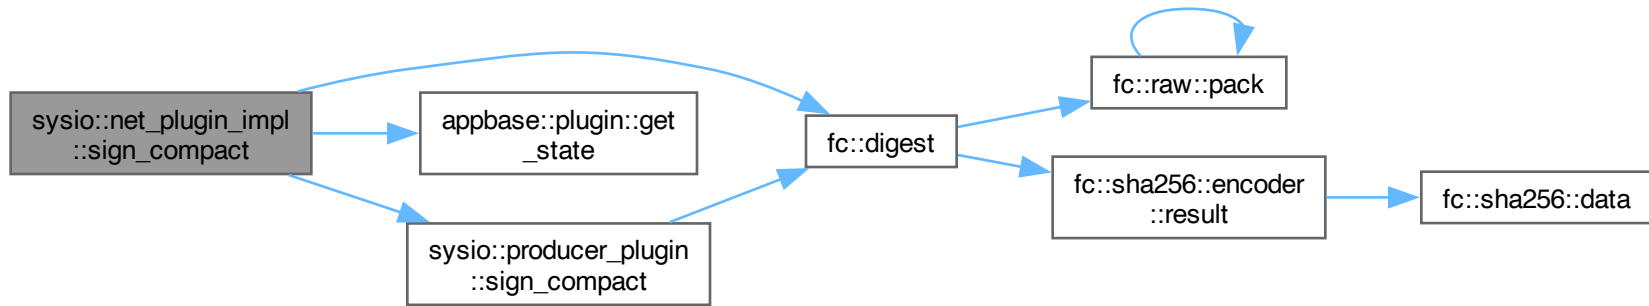 sysio::net_plugin_impl
::sign_compact
appbase::plugin::get
_state
sysio::producer_plugin
::sign_compact
fc::digest
fc::raw::pack
fc::sha256::encoder
::result
fc::sha256::data